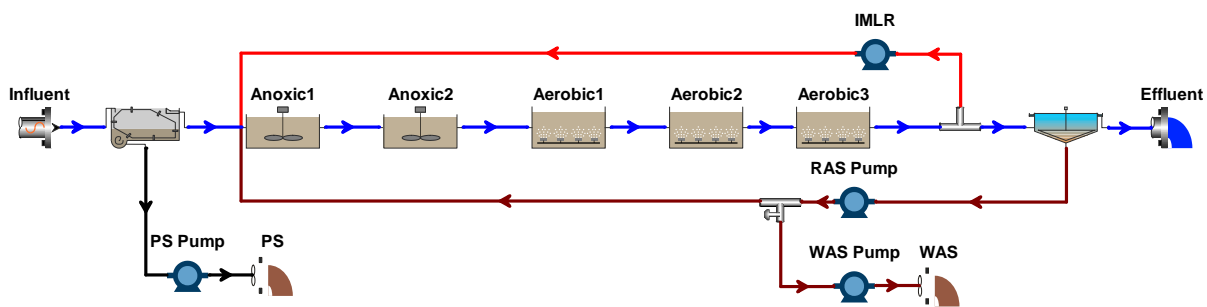 IMLR
Influent
Anoxic1
Anoxic2
Aerobic1
Aerobic2
Aerobic3
Effluent
RAS Pump
PS Pump
PS
WAS Pump
WAS